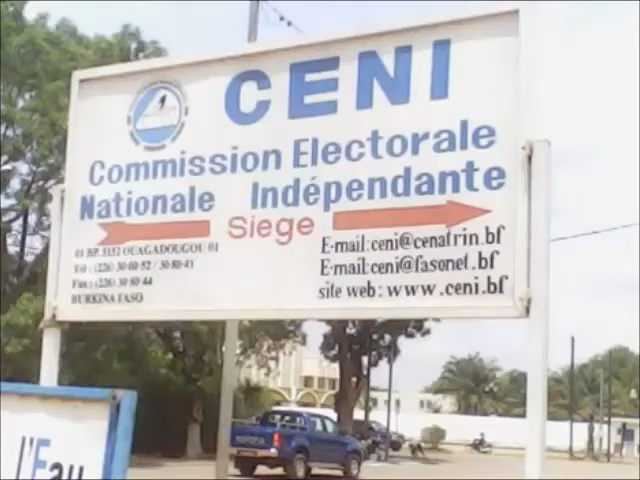 CENI
Commission Electorale
Nationale Indépendante
Siege
01 BP. 5152 OUAGADOUGOU 01
Tél : (226) 30 00 52 / 30 80 43
Fax : (226) 30 80 44
BURKINA FASO
E-mail:ceni@cenatrin.bf
E-mail:ceni@fasonet.bf
site web: www.ceni.bf
l'Eau